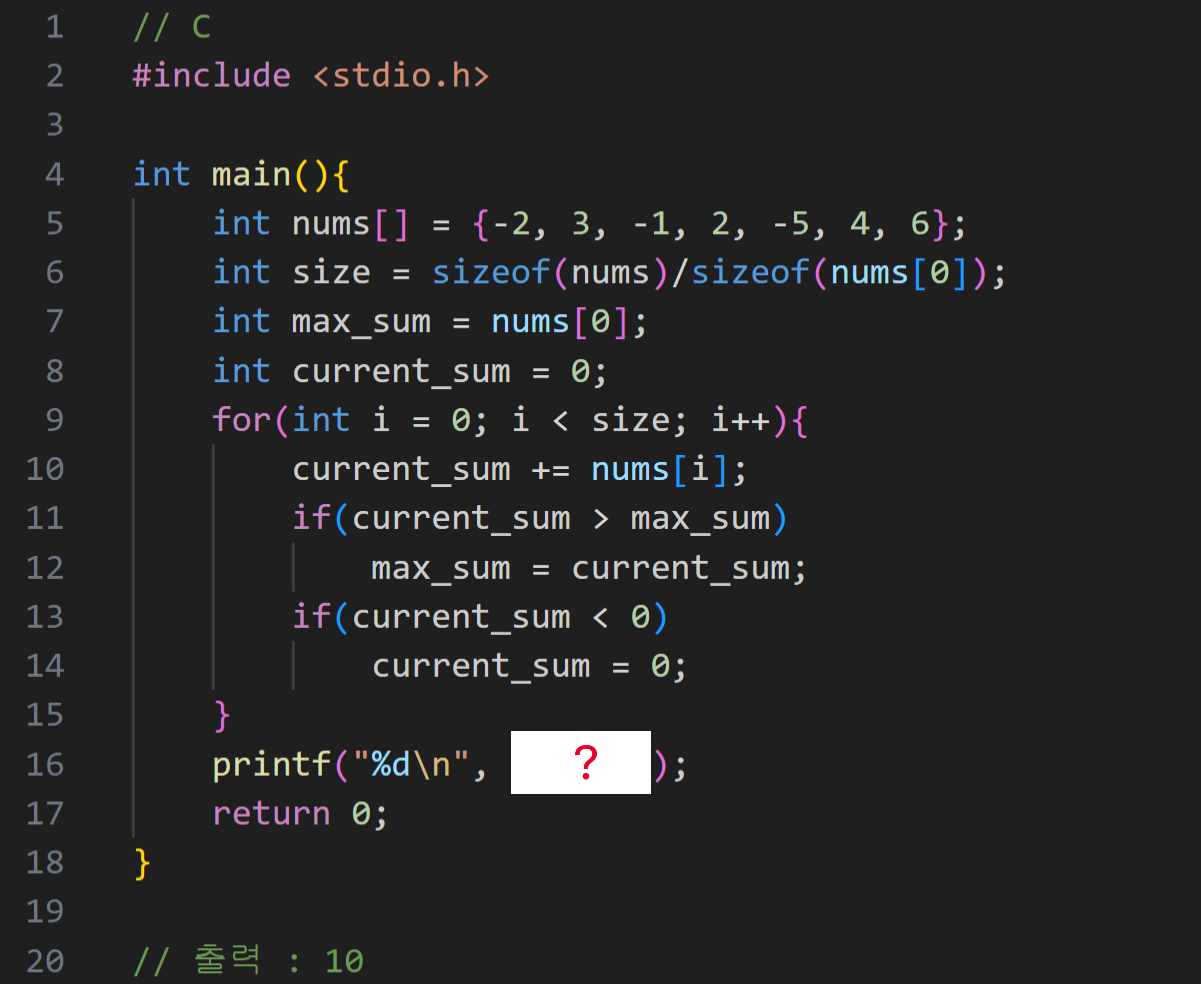 1 // C
2 #include <stdio.h>
3
4 int main(){
5     int nums[] = {-2, 3, -1, 2, -5, 4, 6};
6     int size = sizeof(nums)/sizeof(nums[0]);
7     int max_sum = nums[0];
8     int current_sum = 0;
9     for(int i = 0; i < size; i++){
10         current_sum += nums[i];
11         if(current_sum > max_sum)
12             max_sum = current_sum;
13         if(current_sum < 0)
14             current_sum = 0;
15     }
16     printf("%d\n", ? );
17     return 0;
18 }
19
20 // 출력 : 10